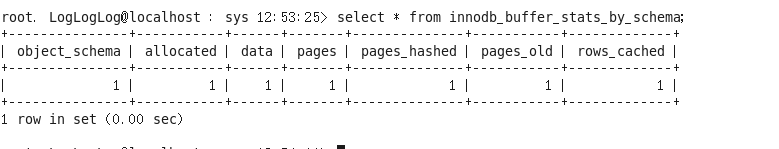 root. LogLogLog@localhost : sys 12:53:25> select * from innodb_buffer_stats_by_schema;
+---------------+-----------+------+-------+--------------+-----------+-------------+
| object_schema | allocated | data | pages | pages_hashed | pages_old | rows_cached |
+---------------+-----------+------+-------+--------------+-----------+-------------+
| 1 | 1 | 1 | 1 | 1 | 1 | 1 |
+---------------+-----------+------+-------+--------------+-----------+-------------+
1 row in set (0.00 sec)